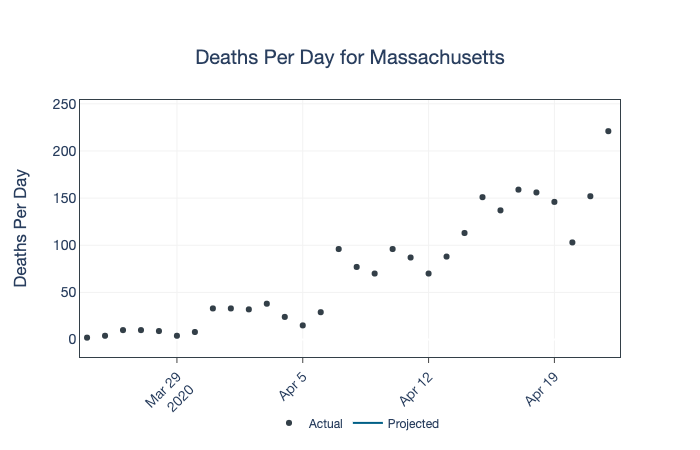 Deaths Per Day for Massachusetts
Deaths Per Day
250
200
150
100
50
0
Mar 29
2020
Apr 5
Apr 12
Apr 19
Actual
Projected